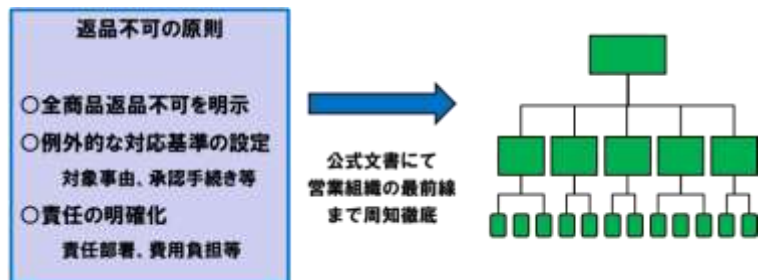 返品不可の原則
○全商品返品不可を明示
○例外的な対応基準の設定
対象事由、承認手続き等
○責任の明確化
責任部署、費用負担等
公式文書にて
営業組織の最前線
まで周知徹底